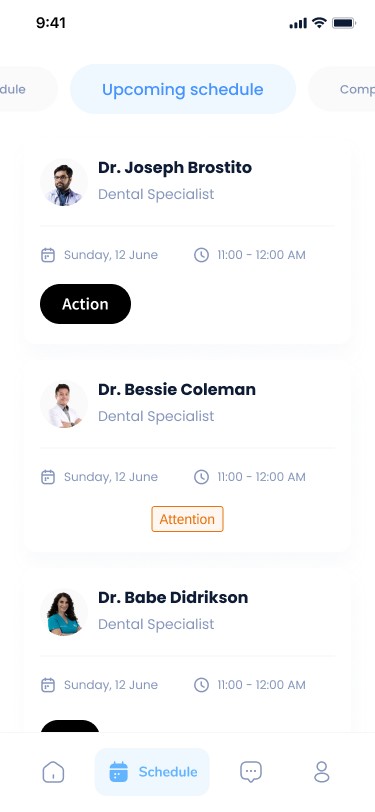 9:41
dule
Upcoming schedule
Comp
Dr. Joseph Brostito
Dental Specialist
Sunday, 12 June
11:00 - 12:00 AM
Action
Dr. Bessie Coleman
Dental Specialist
Sunday, 12 June
11:00 - 12:00 AM
Attention
Dr. Babe Didrikson
Dental Specialist
Sunday, 12 June
11:00 - 12:00 AM
Schedule